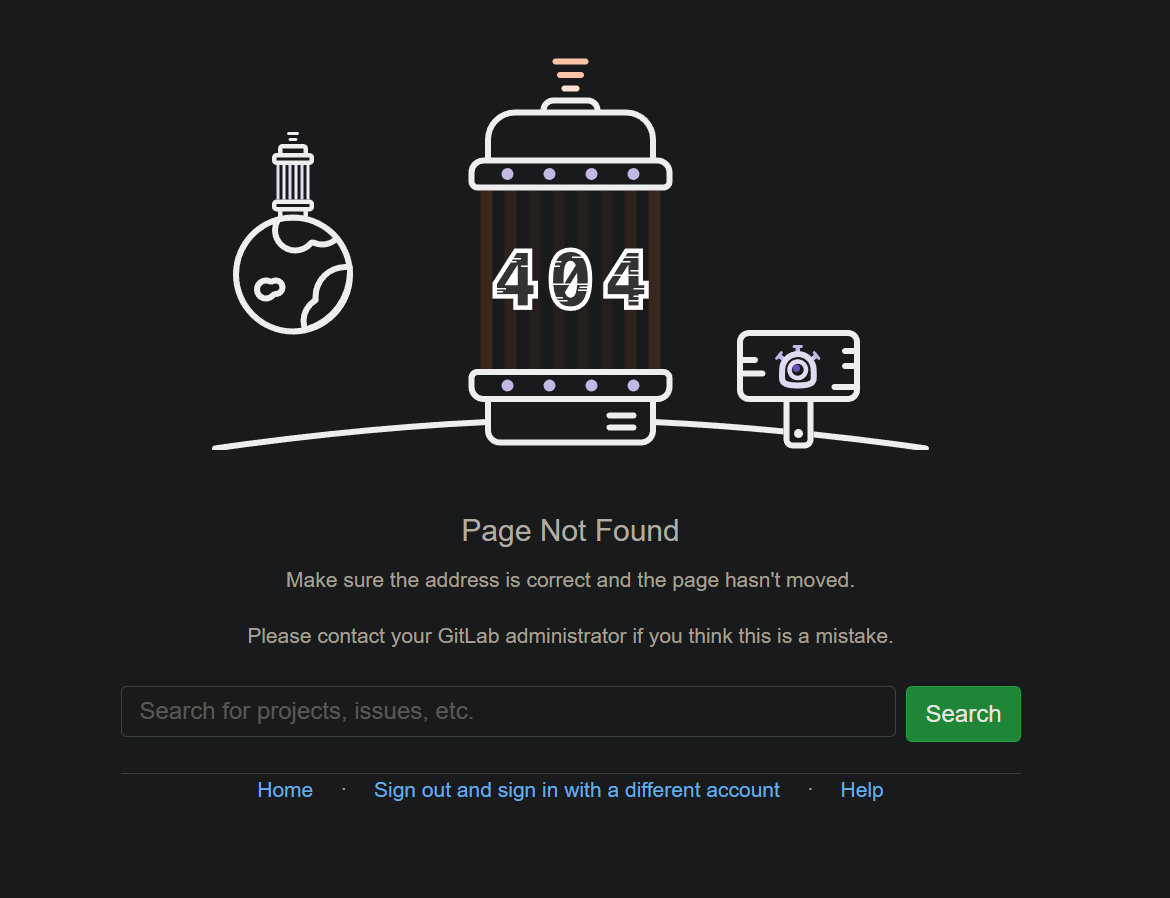 404
Page Not Found
Make sure the address is correct and the page hasn't moved.
Please contact your GitLab administrator if you think this is a mistake.
Search for projects, issues, etc.
Search
Home · Sign out and sign in with a different account · Help